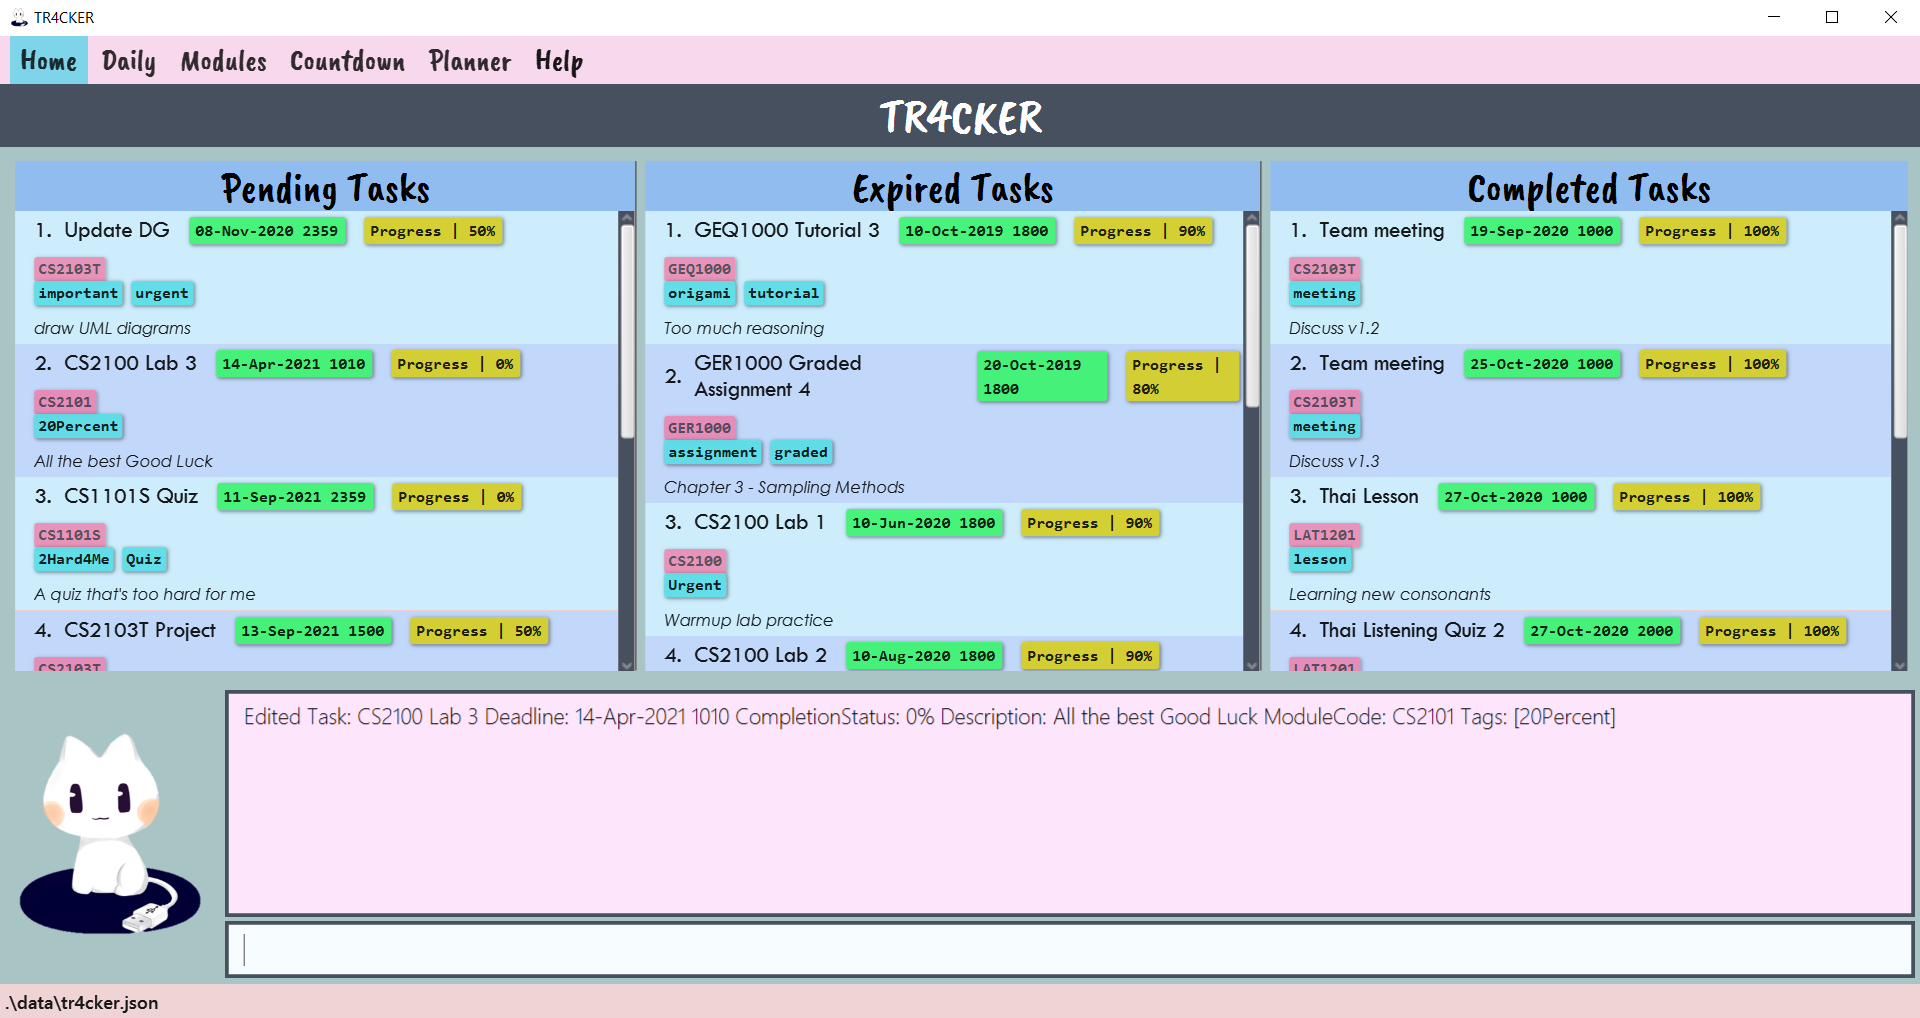 TR4CKER
Home Daily Modules Countdown Planner Help
TR4CKER
Pending Tasks
1. Update DG 08-Nov-2020 2359 Progress | 50%
CS2103T
important urgent
draw UML diagrams
2. CS2100 Lab 3 14-Apr-2021 1010 Progress | 0%
CS2101
20Percent
All the best Good Luck
3. CS1101S Quiz 11-Sep-2021 2359 Progress | 0%
CS1101S
2Hard4Me Quiz
A quiz that's too hard for me
4. CS2103T Project 13-Sep-2021 1500 Progress | 50%
CS2103T
Expired Tasks
1. GEQ1000 Tutorial 3 10-Oct-2019 1800 Progress | 90%
GEQ1000
origami tutorial
Too much reasoning
2. GER1000 Graded
Assignment 4
20-Oct-2019
1800
Progress |
80%
GER1000
assignment graded
Chapter 3 - Sampling Methods
3. CS2100 Lab 1 10-Jun-2020 1800 Progress | 90%
CS2100
Urgent
Warmup lab practice
4. CS2100 Lab 2 10-Aug-2020 1800 Progress | 90%
Completed Tasks
1. Team meeting 19-Sep-2020 1000 Progress | 100%
CS2103T
meeting
Discuss v1.2
2. Team meeting 25-Oct-2020 1000 Progress | 100%
CS2103T
meeting
Discuss v1.3
3. Thai Lesson 27-Oct-2020 1000 Progress | 100%
LAT1201
lesson
Learning new consonants
4. Thai Listening Quiz 2 27-Oct-2020 2000 Progress | 100%
LAT1201
Edited Task: CS2100 Lab 3 Deadline: 14-Apr-2021 1010 CompletionStatus: 0% Description: All the best Good Luck ModuleCode: CS2101 Tags: [20Percent]
.\data\tr4cker.json